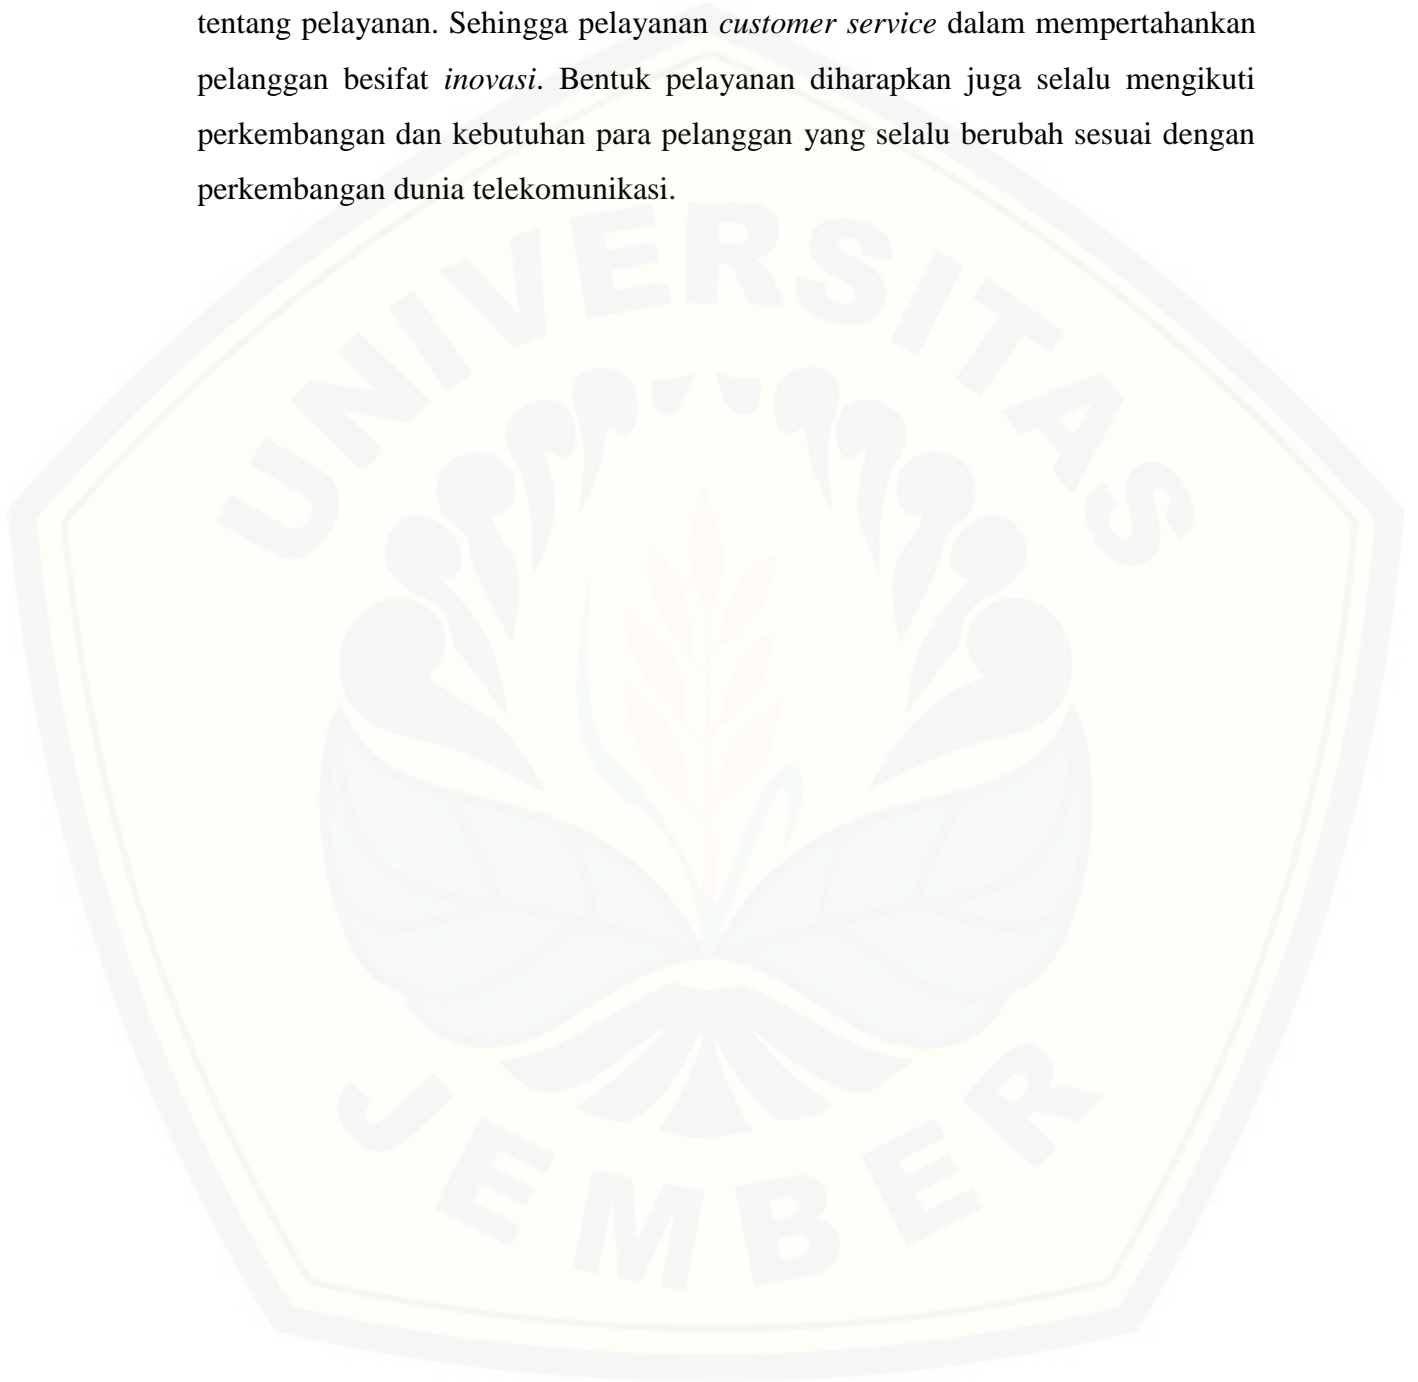 tentang pelayanan. Sehingga pelayanan customer service dalam mempertahankan
pelanggan besifat inovasi. Bentuk pelayanan diharapkan juga selalu mengikuti
perkembangan dan kebutuhan para pelanggan yang selalu berubah sesuai dengan
perkembangan dunia telekomunikasi.
UNIVERSITAS
JEMBER